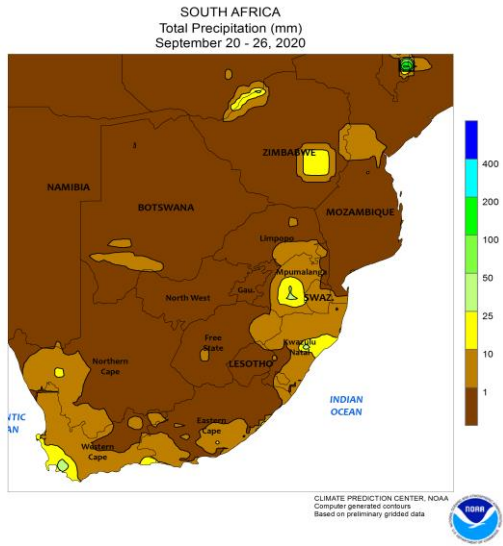 SOUTH AFRICA
Total Precipitation (mm)
September 20 - 26, 2020
ZIMBABWE
NAMIBIA
BOTSWANA
MOZAMBIQUE
Limpopo
Mpumalanga
North West
Gau.
SWAZ.
Free
State
Kwazulu
Natal
LESOTHO
Northern
Cape
Eastern
Cape
Western
Cape
NTIC
AN
INDIAN
OCEAN
400
200
100
50
25
10
1
CLIMATE PREDICTION CENTER, NOAA
Computer generated contours
Based on preliminary gridded data
NOAA